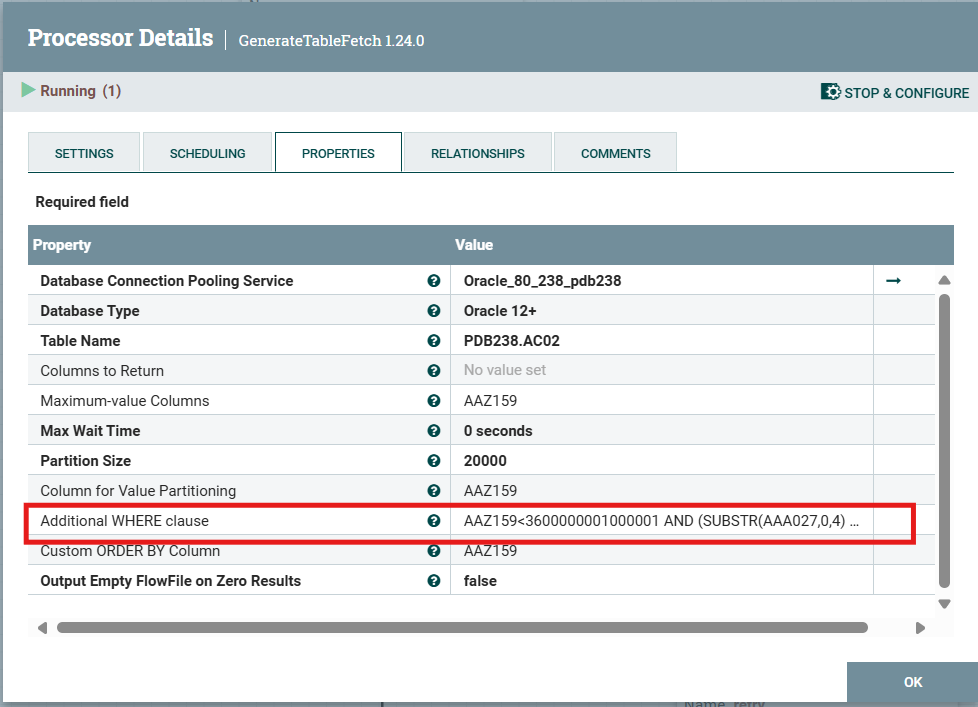 Processor Details | GenerateTableFetch 1.24.0
Running (1) STOP & CONFIGURE
SETTINGS SCHEDULING PROPERTIES RELATIONSHIPS COMMENTS
Required field
Property Value
Database Connection Pooling Service Oracle_80_238_pdb238
Database Type Oracle 12+
Table Name PDB238.AC02
Columns to Return No value set
Maximum-value Columns AAZ159
Max Wait Time 0 seconds
Partition Size 20000
Column for Value Partitioning AAZ159
Additional WHERE clause AAZ159<3600000001000001 AND (SUBSTR(AAA027,0,4) ...
Custom ORDER BY Column AAZ159
Output Empty FlowFile on Zero Results false
OK